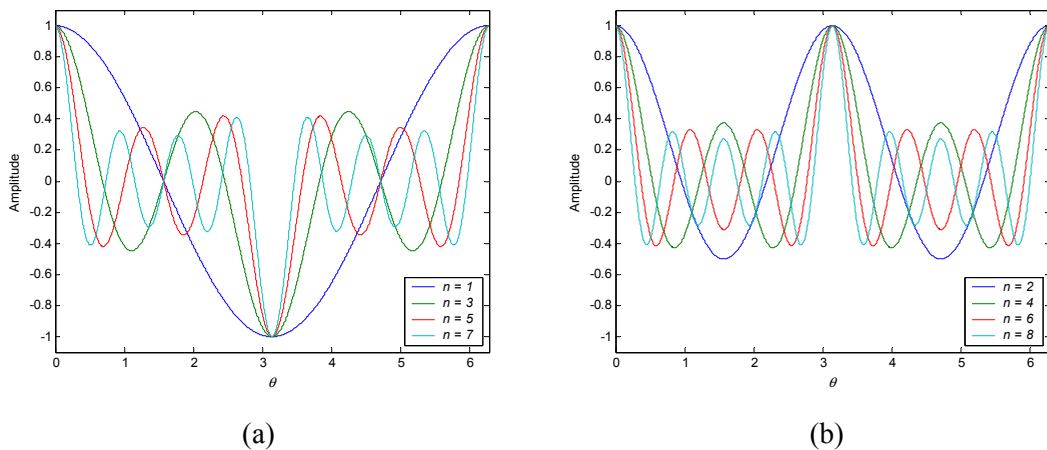 1
0.8
0.6
0.4
0.2
0
-0.2
-0.4
-0.6
-0.8
-1
Amplitude
0 1 2 3 4 5 6
θ
n = 1
n = 3
n = 5
n = 7
(a)
1
0.8
0.6
0.4
0.2
0
-0.2
-0.4
-0.6
-0.8
-1
Amplitude
0 1 2 3 4 5 6
θ
n = 2
n = 4
n = 6
n = 8
(b)